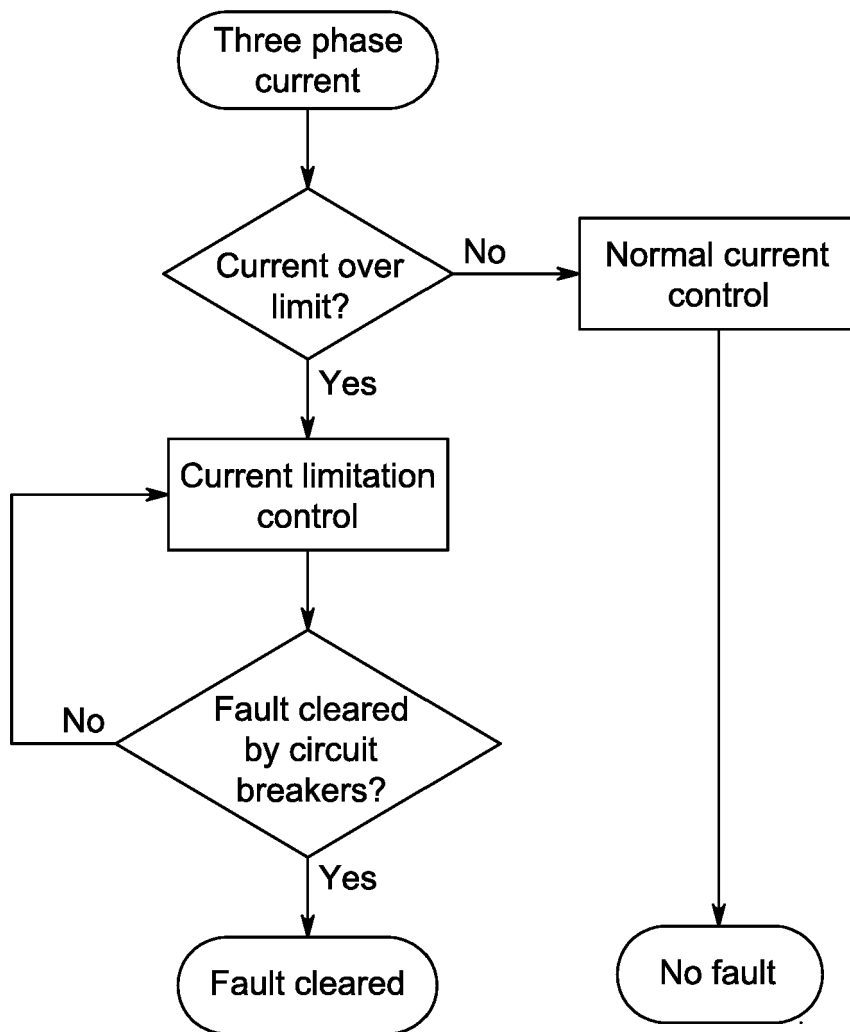 Three phase
current
Current over
limit?
No
Normal current
control
Yes
Current limitation
control
No
Fault cleared
by circuit
breakers?
Yes
Fault cleared
No fault